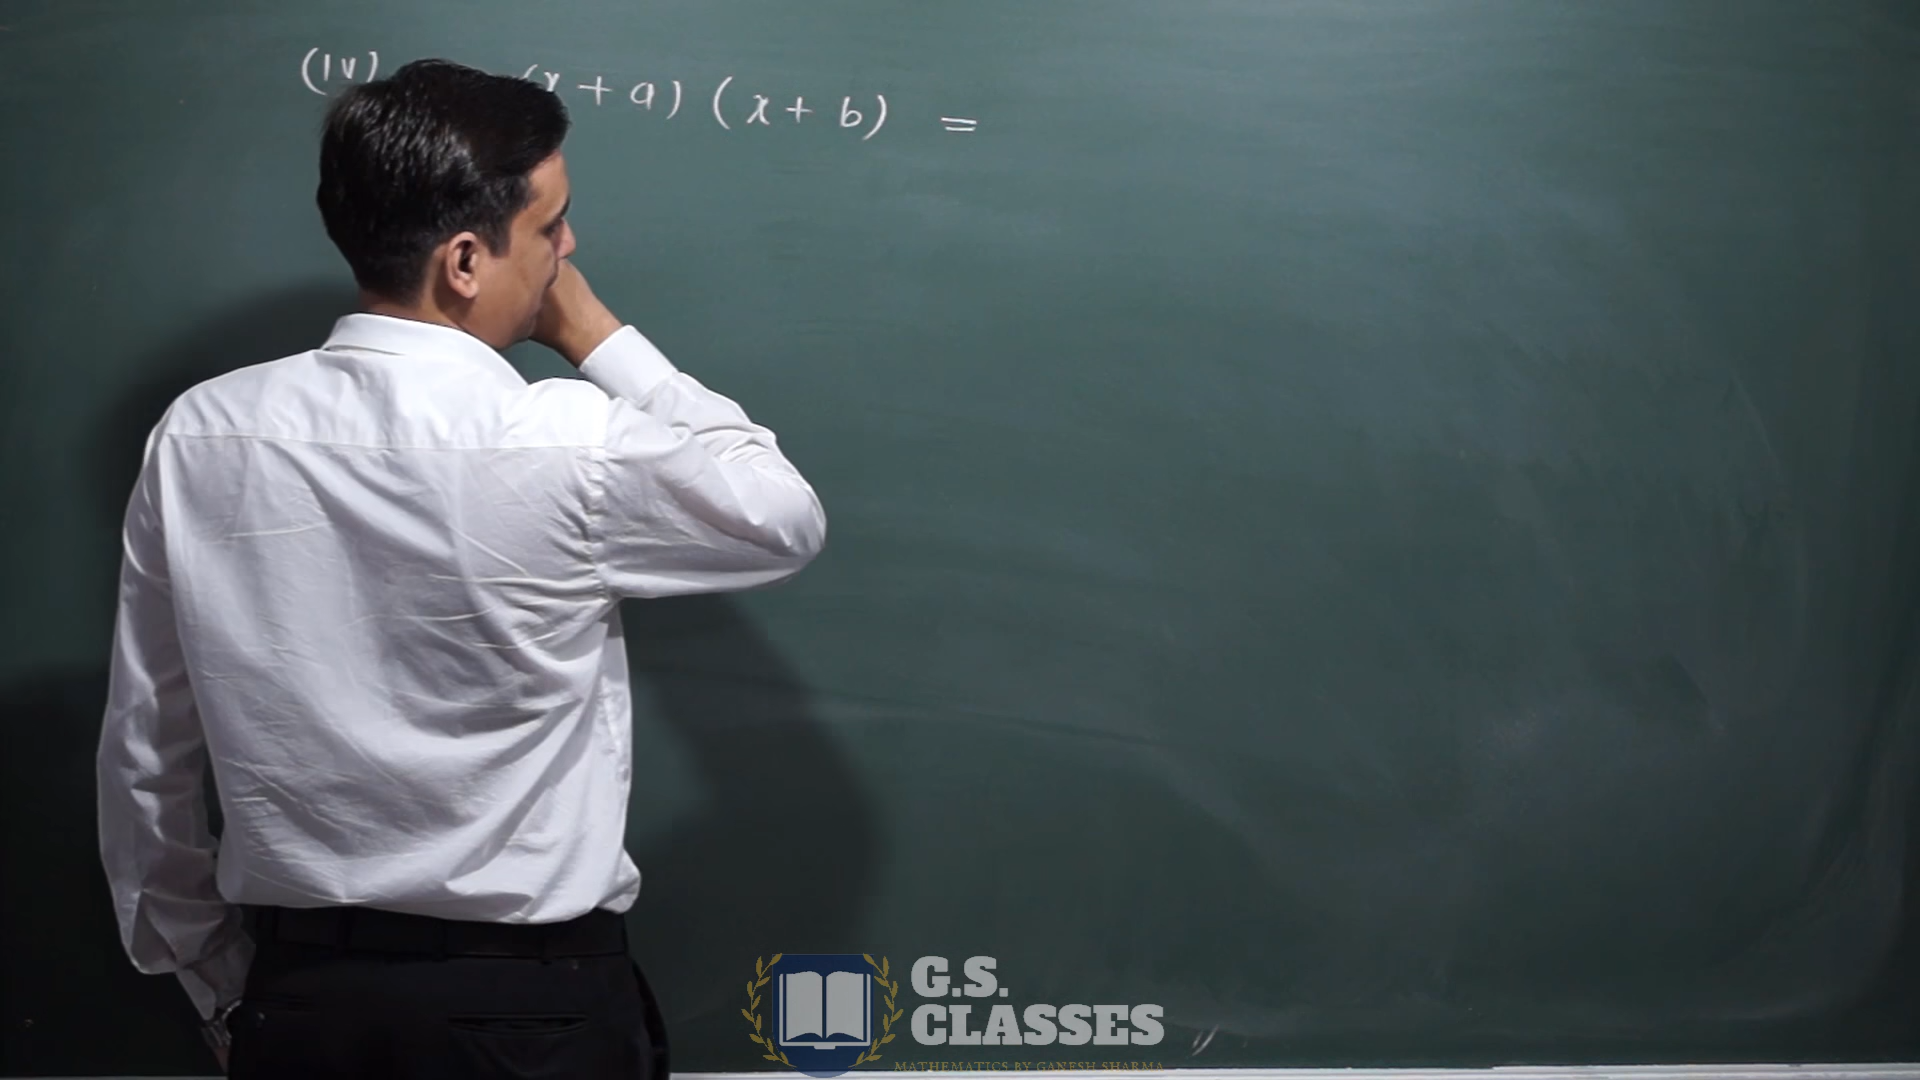 (iv) (x + a) (x + b) =
G.S.
CLASSES
MATHEMATICS BY GANESH SHARMA